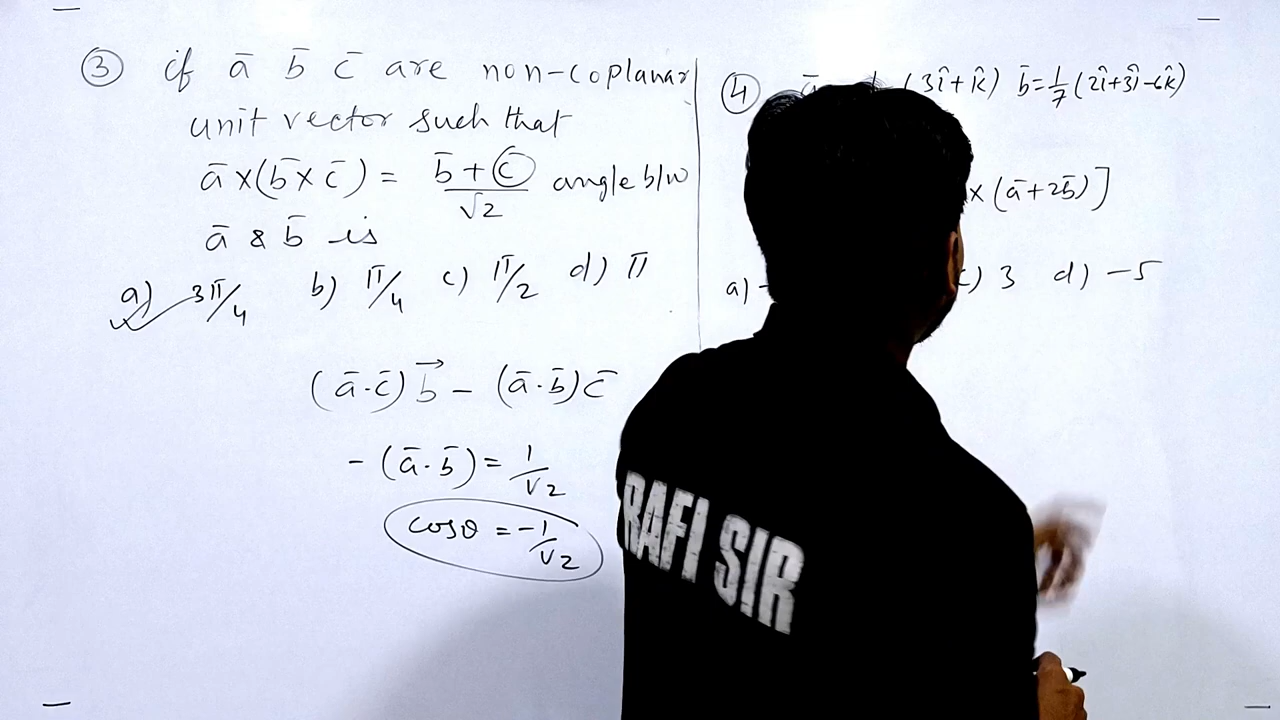 ③ if ā b̄ c̄ are non-coplanar
unit vector such that
ā×(b̄×c̄) = b̄+c̄/√2 angle b/w
ā & b̄ is
a) 3π/4 b) π/4 c) π/2 d) π
(ā·c̄)b⃗ - (ā·b̄)c̄
-(ā·b̄) = 1/√2
cosθ = -1/√2
④ (3î+k̂) b̄=1/7(2î+3ĵ-6k̂)
×(ā+2b̄)]
a) - c) 3 d) -5
RAFI SIR